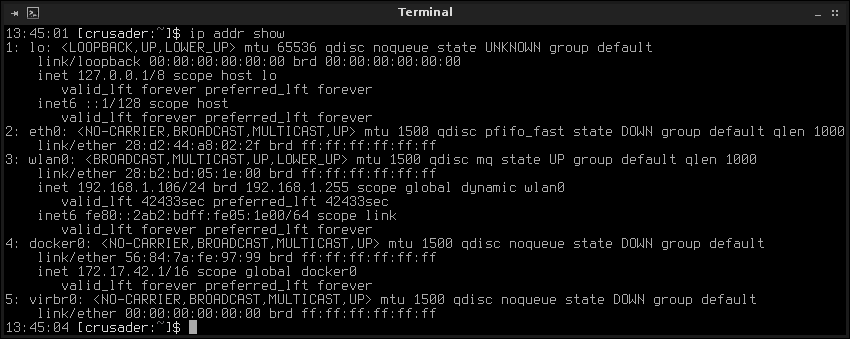 Terminal
13:45:01 [crusader:~]$ ip addr show
1: lo: <LOOPBACK,UP,LOWER_UP> mtu 65536 qdisc noqueue state UNKNOWN group default
    link/loopback 00:00:00:00:00:00 brd 00:00:00:00:00:00
    inet 127.0.0.1/8 scope host lo
       valid_lft forever preferred_lft forever
    inet6 ::1/128 scope host
       valid_lft forever preferred_lft forever
2: eth0: <NO-CARRIER,BROADCAST,MULTICAST,UP> mtu 1500 qdisc pfifo_fast state DOWN group default qlen 1000
    link/ether 28:d2:44:a8:02:2f brd ff:ff:ff:ff:ff:ff
3: wlan0: <BROADCAST,MULTICAST,UP,LOWER_UP> mtu 1500 qdisc mq state UP group default qlen 1000
    link/ether 28:b2:bd:05:1e:00 brd ff:ff:ff:ff:ff:ff
    inet 192.168.1.106/24 brd 192.168.1.255 scope global dynamic wlan0
       valid_lft 42433sec preferred_lft 42433sec
    inet6 fe80::2ab2:bdff:fe05:1e00/64 scope link
       valid_lft forever preferred_lft forever
4: docker0: <NO-CARRIER,BROADCAST,MULTICAST,UP> mtu 1500 qdisc noqueue state DOWN group default
    link/ether 56:84:7a:fe:97:99 brd ff:ff:ff:ff:ff:ff
    inet 172.17.42.1/16 scope global docker0
       valid_lft forever preferred_lft forever
5: virbr0: <NO-CARRIER,BROADCAST,MULTICAST,UP> mtu 1500 qdisc noqueue state DOWN group default
    link/ether 00:00:00:00:00:00 brd ff:ff:ff:ff:ff:ff
13:45:04 [crusader:~]$